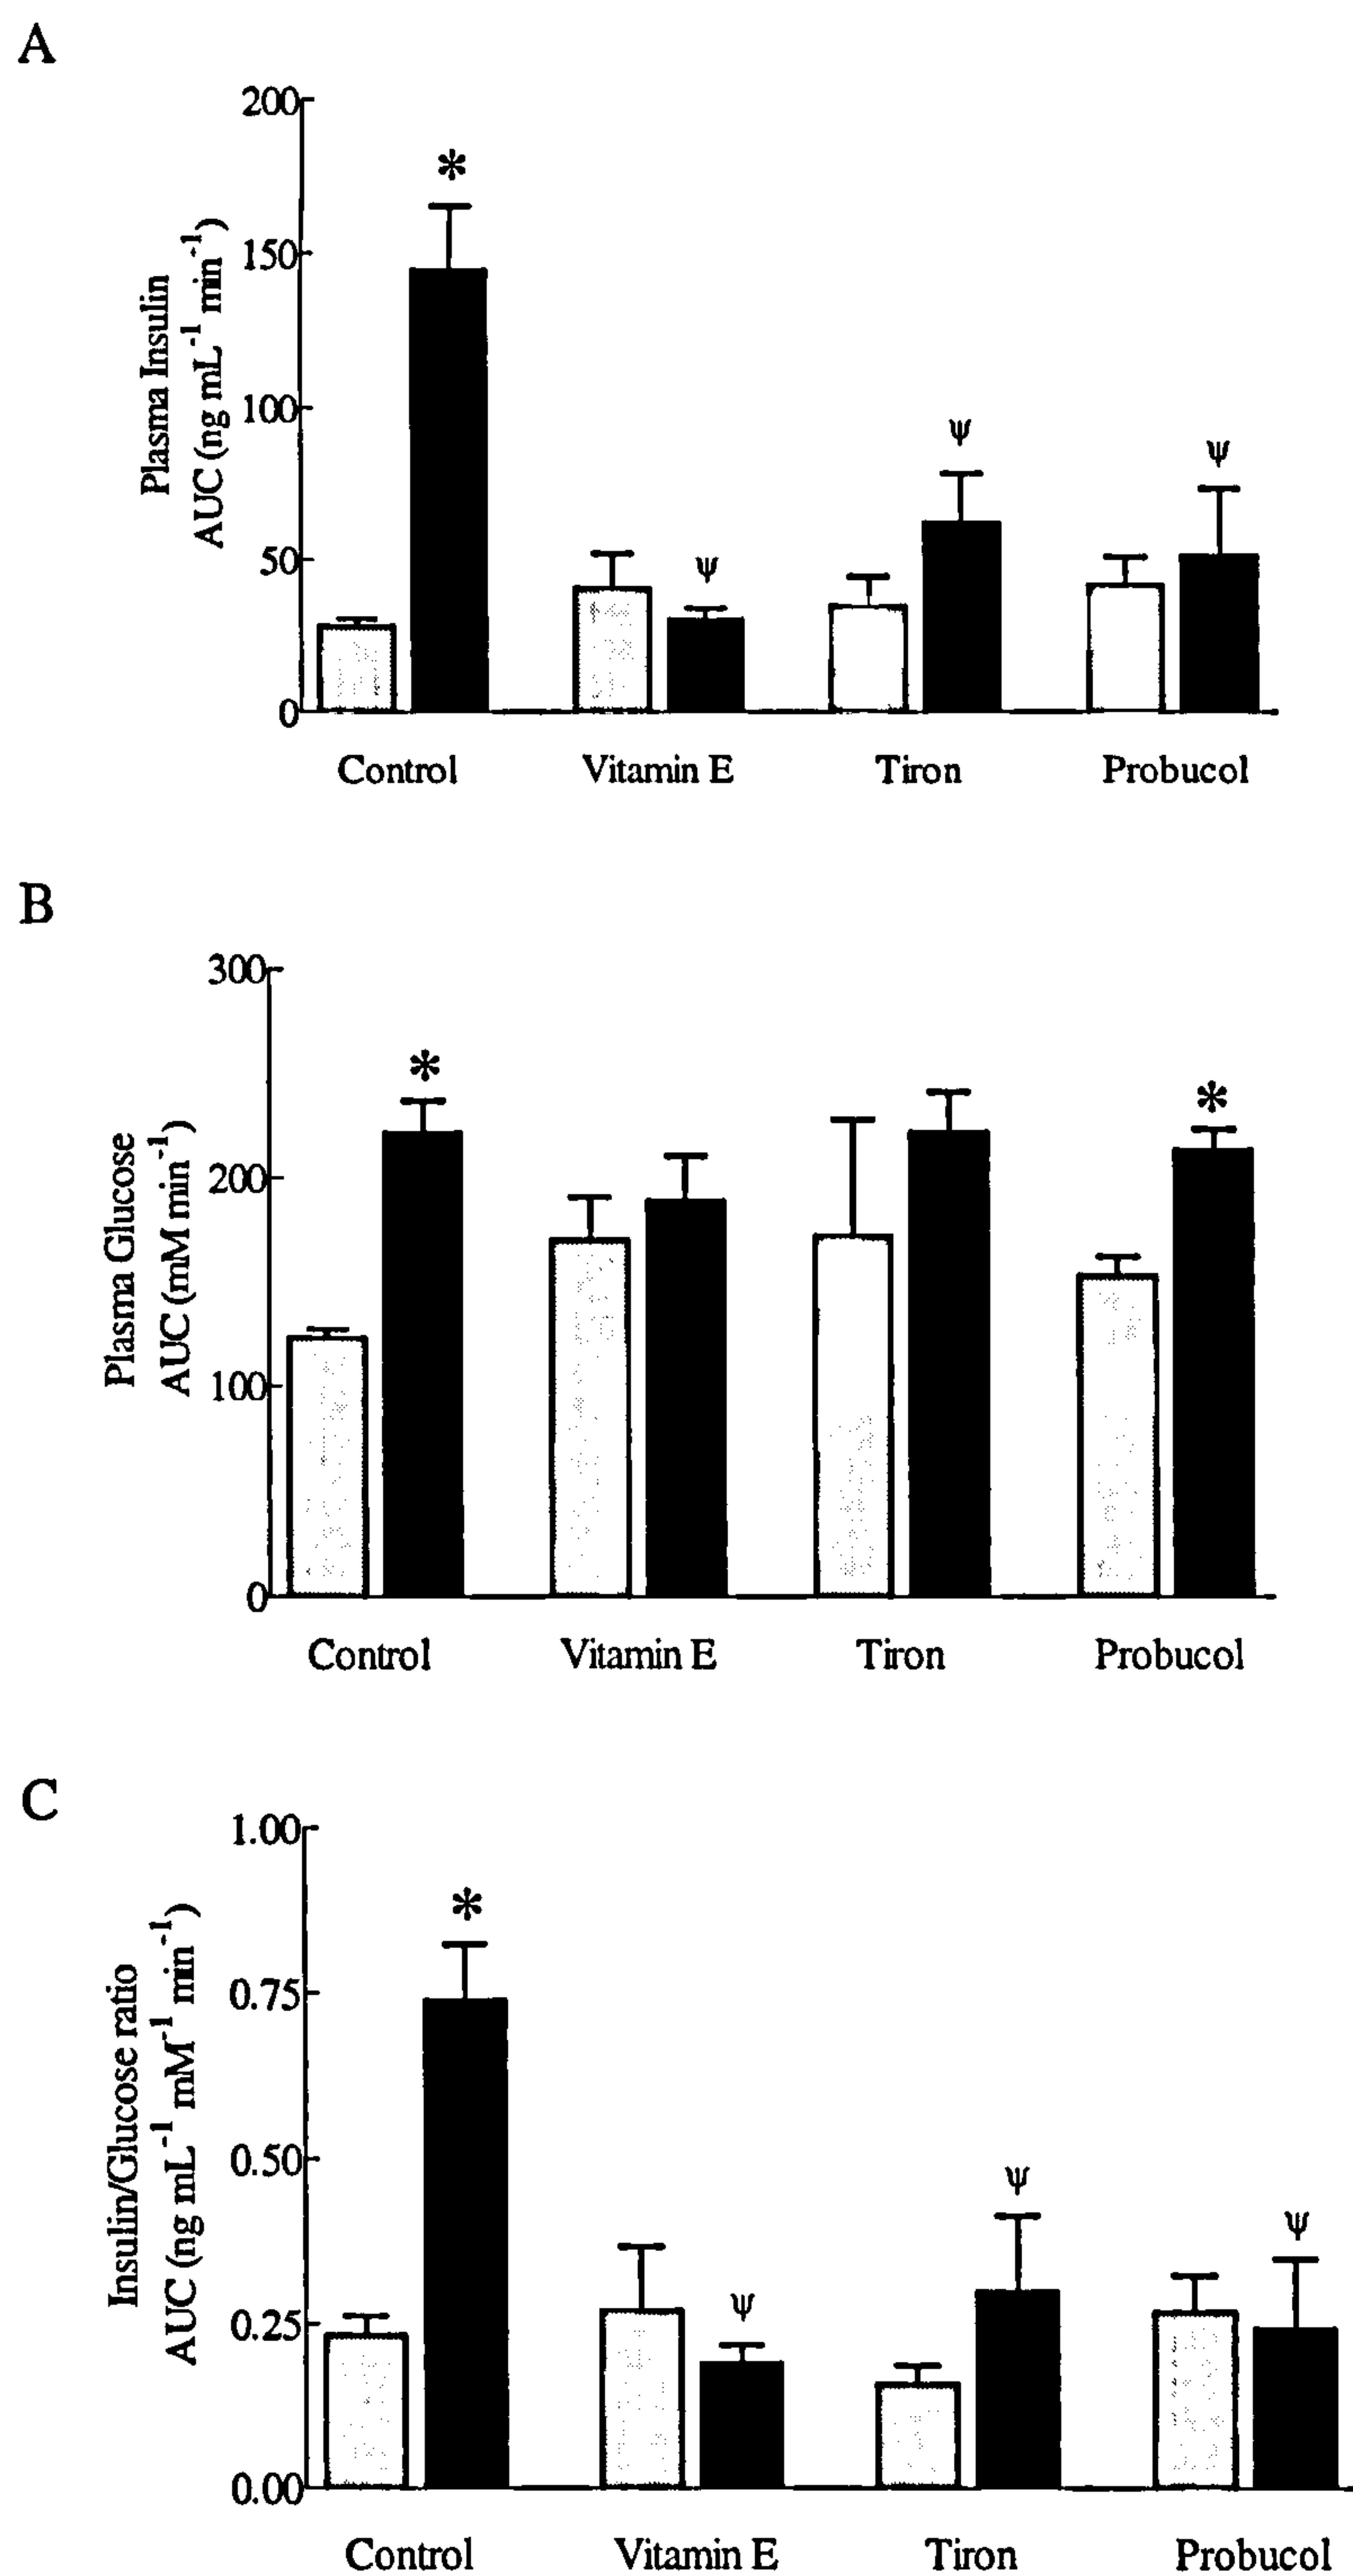 A
200
*
150
Plasma Insulin
AUC (ng mL⁻¹ min⁻¹)
100
ψ
ψ
50
ψ
0
Control Vitamin E Tiron Probucol
B
300
*
*
200
Plasma Glucose
AUC (mM min⁻¹)
100
0
Control Vitamin E Tiron Probucol
C
1.00
*
0.75
Insulin/Glucose ratio
AUC (ng mL⁻¹ mM⁻¹ min⁻¹)
0.50
ψ
ψ
ψ
0.25
0.00
Control Vitamin E Tiron Probucol